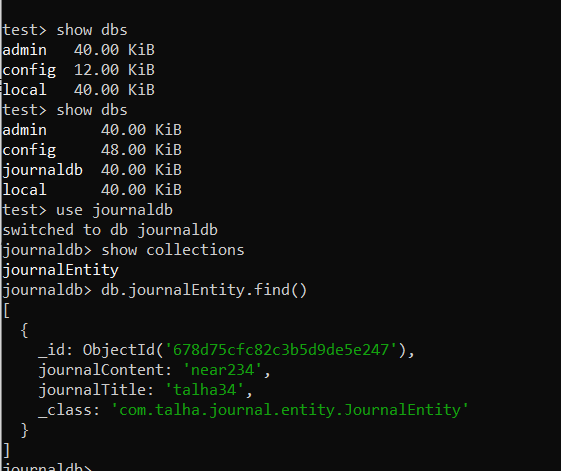 test> show dbs
admin   40.00 KiB
config  12.00 KiB
local   40.00 KiB
test> show dbs
admin      40.00 KiB
config     48.00 KiB
journaldb  40.00 KiB
local      40.00 KiB
test> use journaldb
switched to db journaldb
journaldb> show collections
journalEntity
journaldb> db.journalEntity.find()
[
  {
    _id: ObjectId('678d75cfc82c3b5d9de5e247'),
    journalContent: 'near234',
    journalTitle: 'talha34',
    _class: 'com.talha.journal.entity.JournalEntity'
  }
]
journaldb>